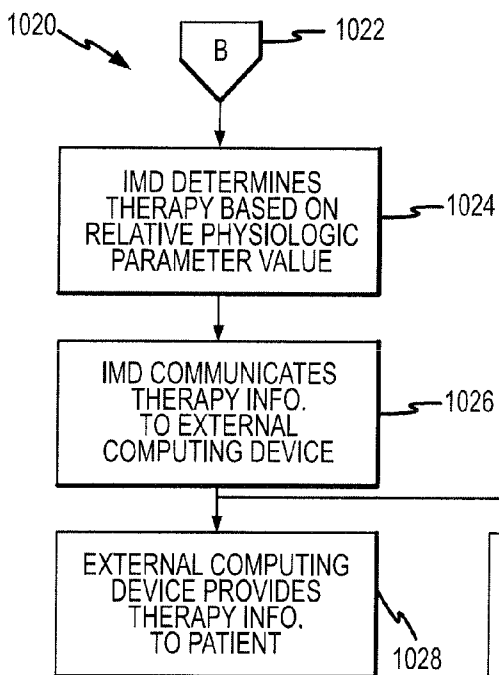 1020
B
1022
IMD DETERMINES
THERAPY BASED ON
RELATIVE PHYSIOLOGIC
PARAMETER VALUE
1024
IMD COMMUNICATES
THERAPY INFO.
TO EXTERNAL
COMPUTING DEVICE
1026
EXTERNAL COMPUTING
DEVICE PROVIDES
THERAPY INFO.
TO PATIENT
1028